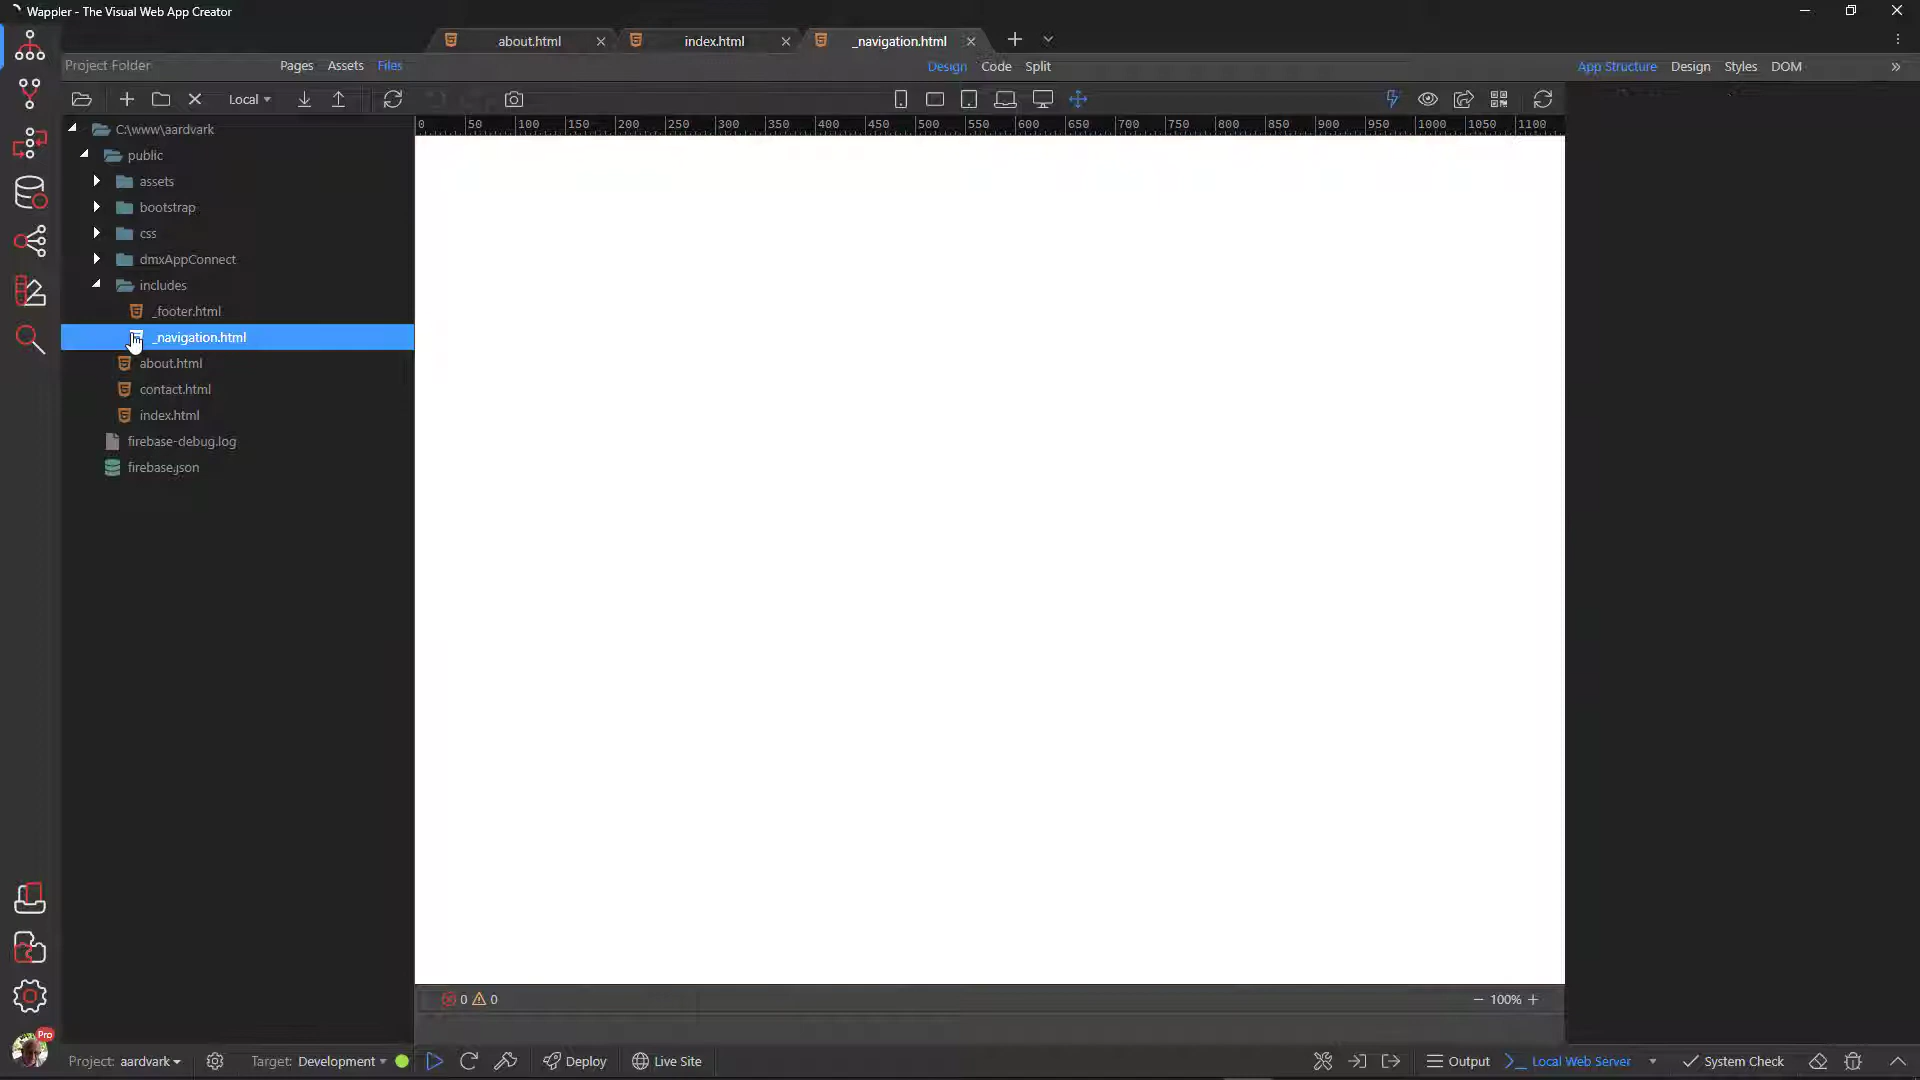 Wappler - The Visual Web App Creator
about.html
index.html
_navigation.html
Project Folder
Pages
Assets
Files
Design
Code
Split
App Structure
Design
Styles
DOM
Local
0 50 100 150 200 250 300 350 400 450 500 550 600 650 700 750 800 850 900 950 1000 1050 1100
C:\www\aardvark
public
assets
bootstrap
css
dmxAppConnect
includes
_footer.html
_navigation.html
about.html
contact.html
index.html
firebase-debug.log
firebase.json
0 0
100%
Pro
Project: aardvark
Target: Development
Deploy
Live Site
Output
Local Web Server
System Check